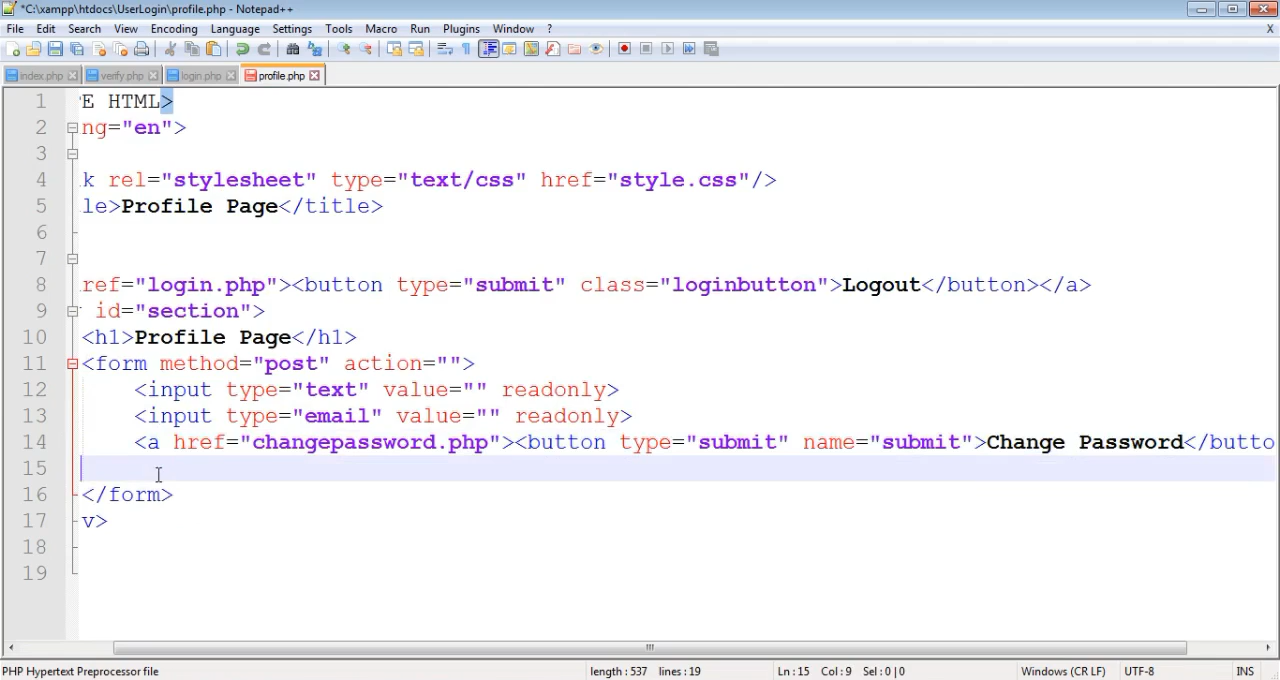 *C:\xampp\htdocs\UserLogin\profile.php - Notepad++
File Edit Search View Encoding Language Settings Tools Macro Run Plugins Window ? X
index.php verify.php login.php profile.php
1 E HTML>
2 ng="en">
3
4 k rel="stylesheet" type="text/css" href="style.css"/>
5 le>Profile Page</title>
6
7
8 ref="login.php"><button type="submit" class="loginbutton">Logout</button></a>
9 id="section">
10 <h1>Profile Page</h1>
11 <form method="post" action="">
12 <input type="text" value="" readonly>
13 <input type="email" value="" readonly>
14 <a href="changepassword.php"><button type="submit" name="submit">Change Password</butto
15
16 </form>
17 v>
18
19
PHP Hypertext Preprocessor file length : 537 lines : 19 Ln : 15 Col : 9 Sel : 0 | 0 Windows (CR LF) UTF-8 INS